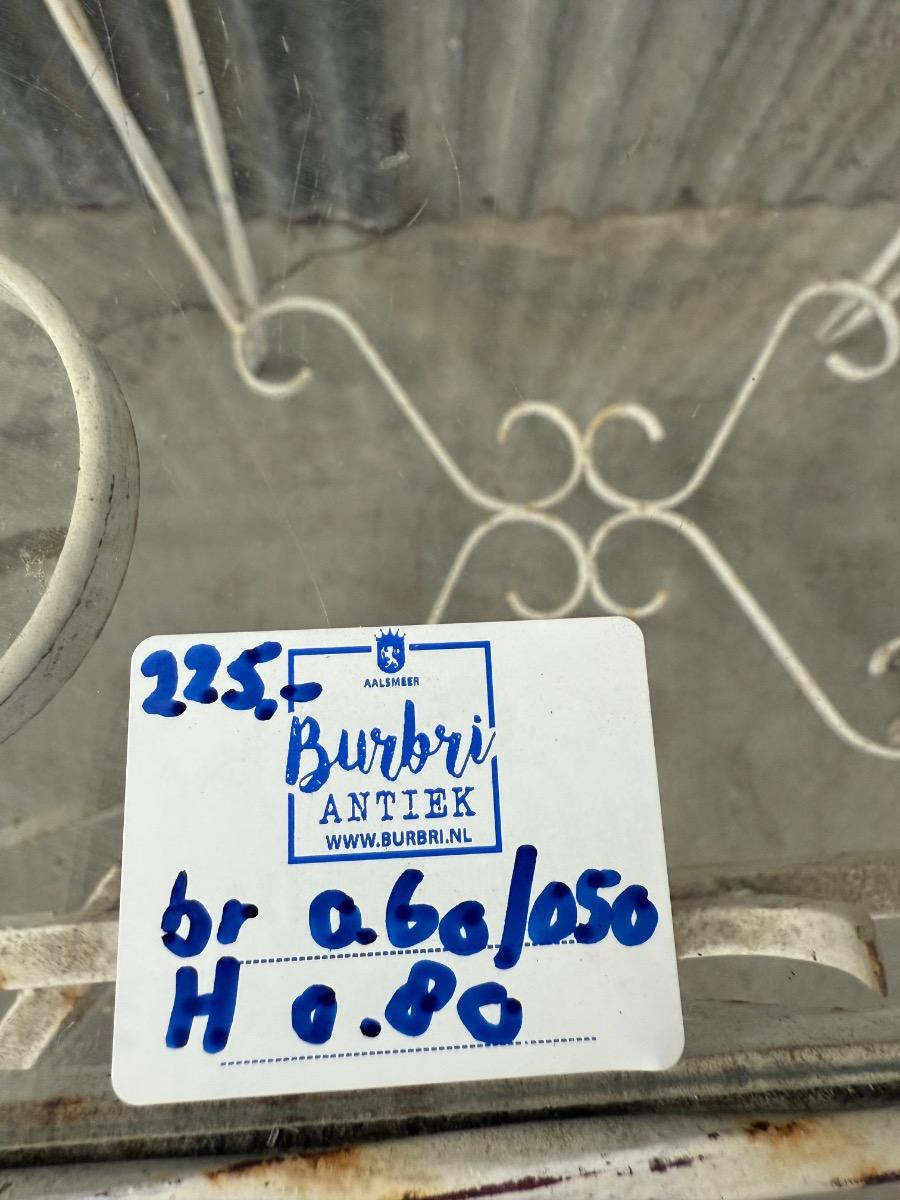 225,-
AALSMEER
Burbri
ANTIEK
WWW.BURBRI.NL
br 0.60/050
H 0.80